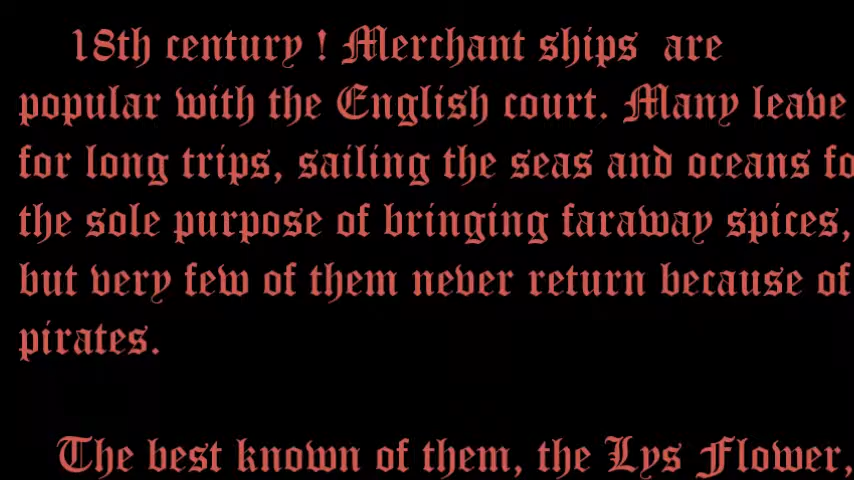 18th century ! Merchant ships are
popular with the English court. Many leave
for long trips, sailing the seas and oceans fo
the sole purpose of bringing faraway spices,
but very few of them never return because of
pirates.
The best known of them, the Lys Flower,